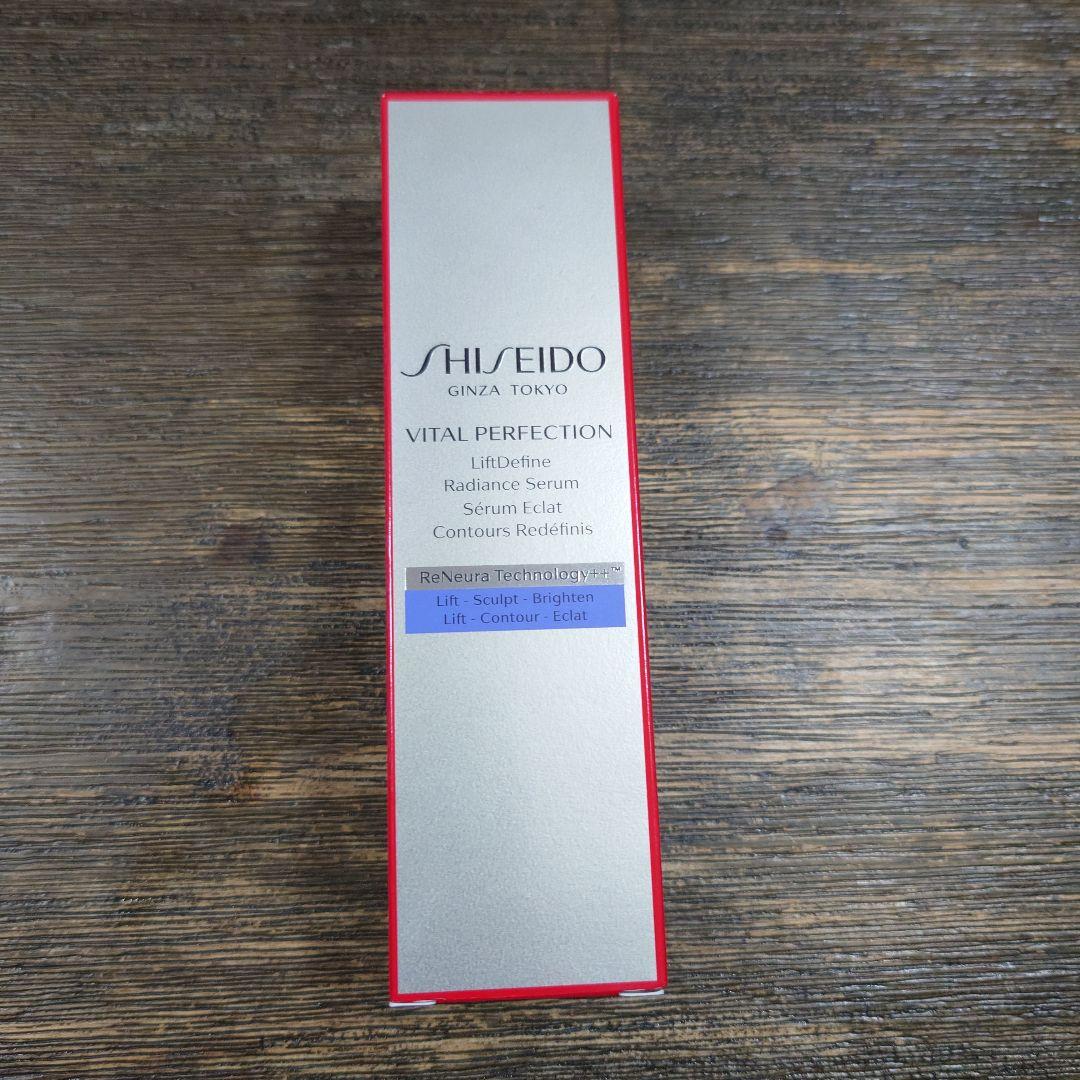 SHISEIDO
GINZA TOKYO
VITAL PERFECTION
LiftDefine
Radiance Serum
Sérum Eclat
Contours Redéfinis
ReNeura Technology++™
Lift - Sculpt - Brighten
Lift - Contour - Eclat